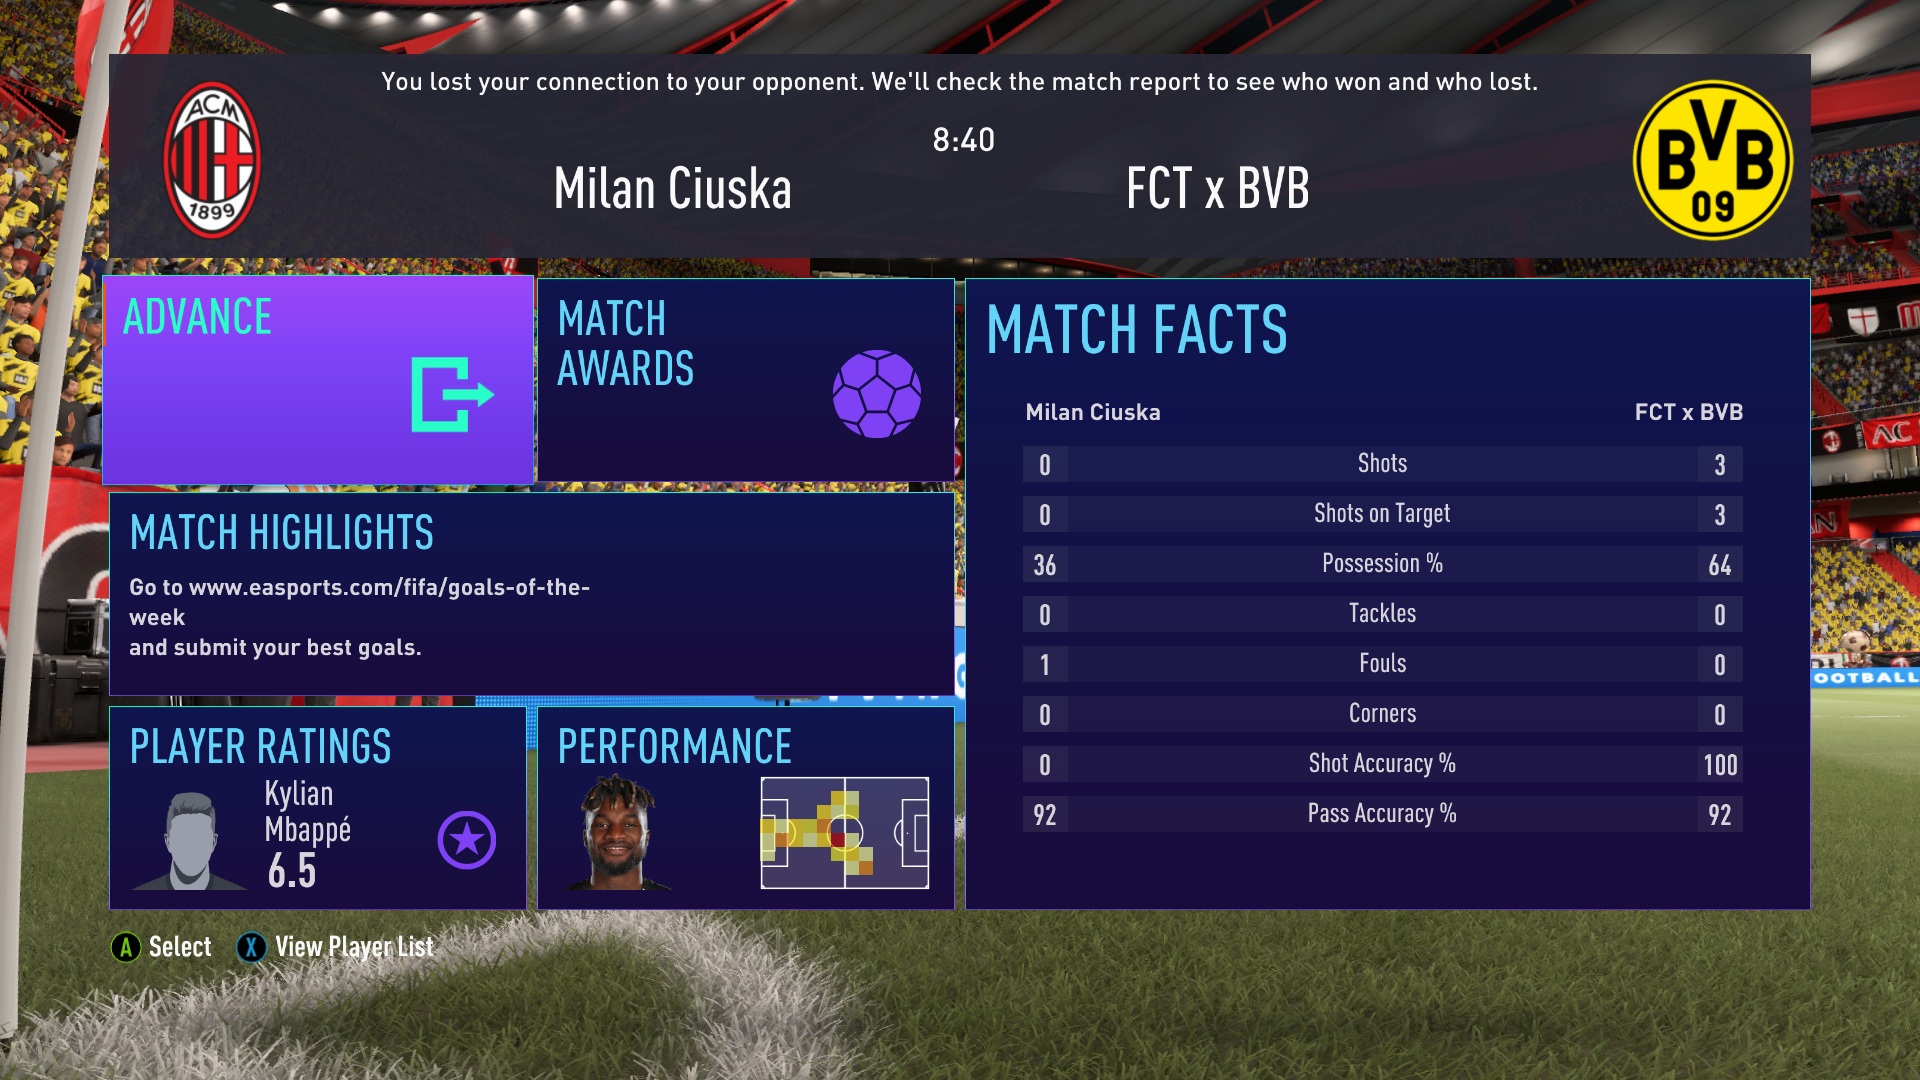 You lost your connection to your opponent. We'll check the match report to see who won and who lost.
8:40
Milan Ciuska
FCT x BVB
ACM
1899
BVB
09
ADVANCE
MATCH
AWARDS
MATCH HIGHLIGHTS
Go to www.easports.com/fifa/goals-of-the-
week
and submit your best goals.
PLAYER RATINGS
Kylian
Mbappé
6.5
PERFORMANCE
MATCH FACTS
Milan Ciuska FCT x BVB
0 Shots 3
0 Shots on Target 3
36 Possession % 64
0 Tackles 0
1 Fouls 0
0 Corners 0
0 Shot Accuracy % 100
92 Pass Accuracy % 92
AC
OOTBALL
A Select X View Player List